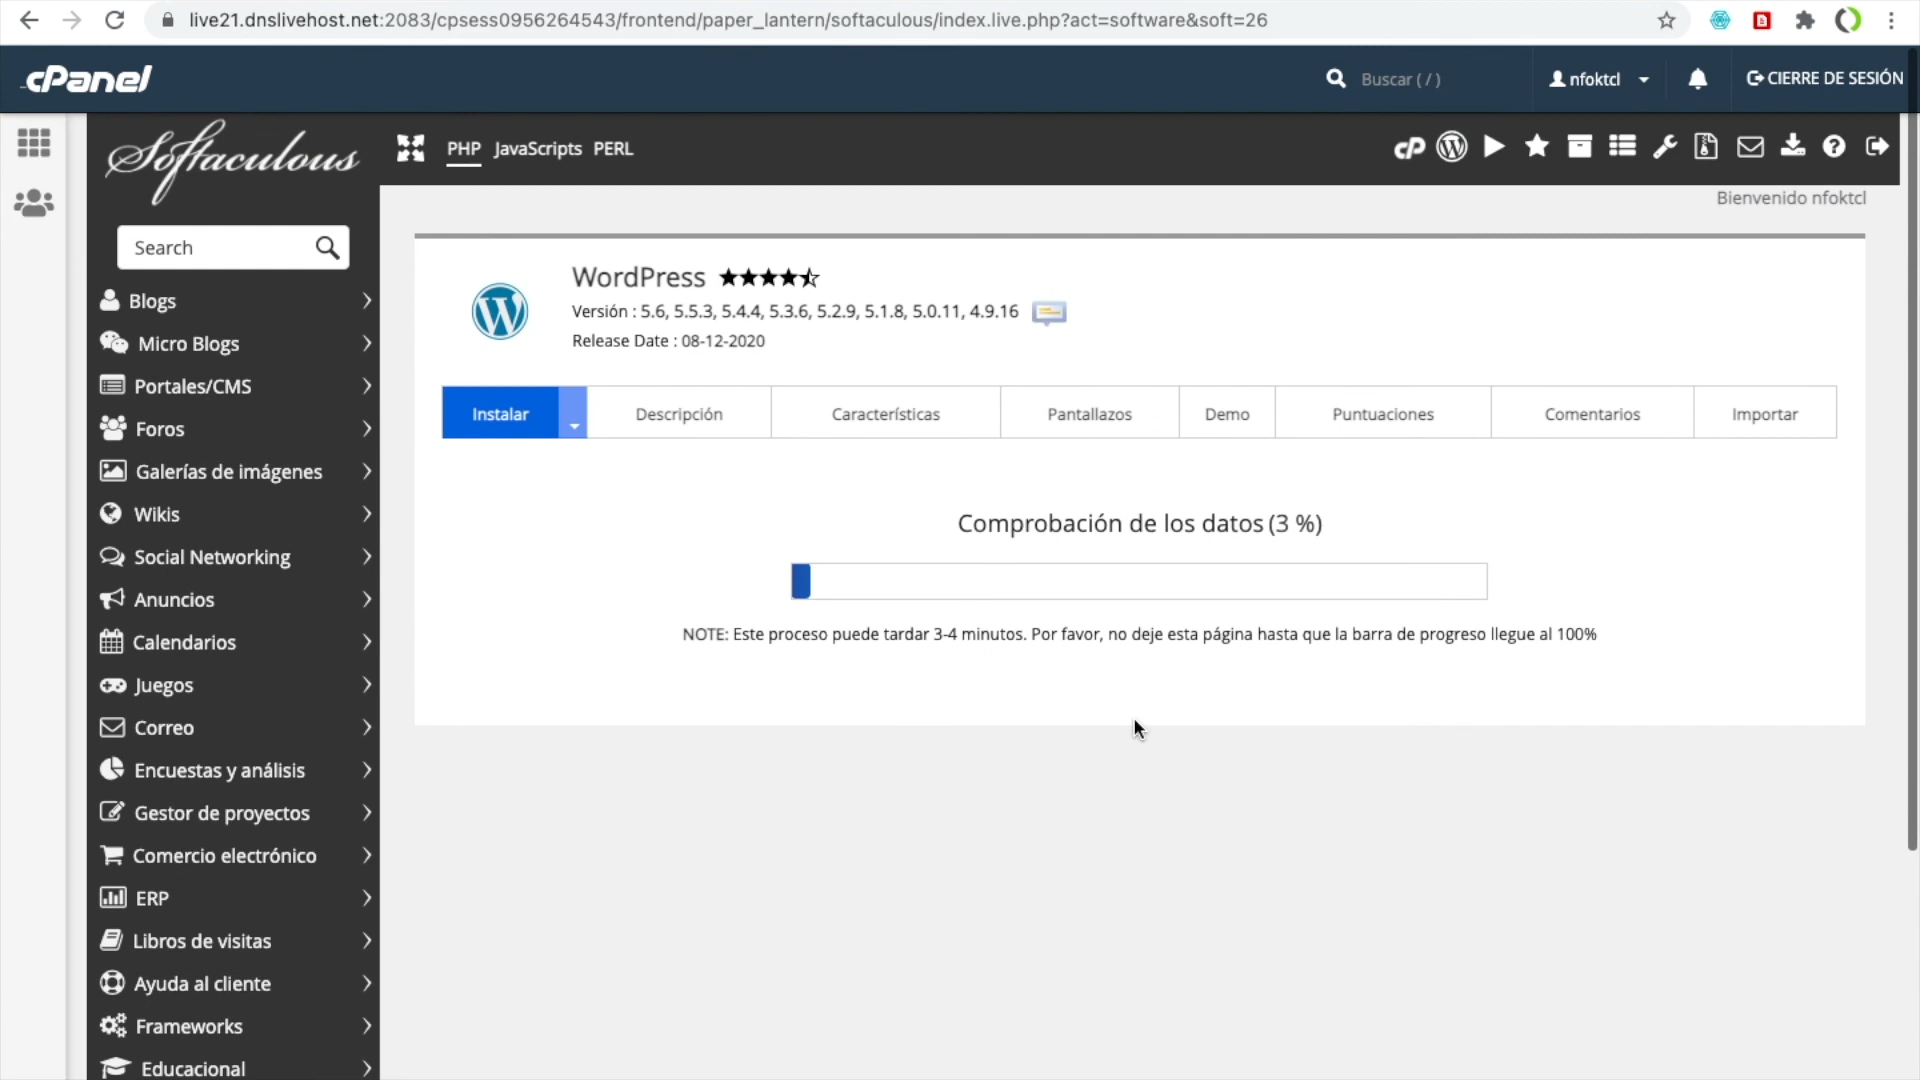 live21.dnslivehost.net:2083/cpsess0956264543/frontend/paper_lantern/softaculous/index.live.php?act=software&soft=26
cPanel
Buscar ( / )
nfoktcl
CIERRE DE SESIÓN
Softaculous
PHP JavaScripts PERL
cP
Bienvenido nfoktcl
Search
Blogs
Micro Blogs
Portales/CMS
Foros
Galerías de imágenes
Wikis
Social Networking
Anuncios
Calendarios
Juegos
Correo
Encuestas y análisis
Gestor de proyectos
Comercio electrónico
ERP
Libros de visitas
Ayuda al cliente
Frameworks
Educacional
WordPress
Versión : 5.6, 5.5.3, 5.4.4, 5.3.6, 5.2.9, 5.1.8, 5.0.11, 4.9.16
Release Date : 08-12-2020
Instalar
Descripción
Características
Pantallazos
Demo
Puntuaciones
Comentarios
Importar
Comprobación de los datos (3 %)
NOTE: Este proceso puede tardar 3-4 minutos. Por favor, no deje esta página hasta que la barra de progreso llegue al 100%